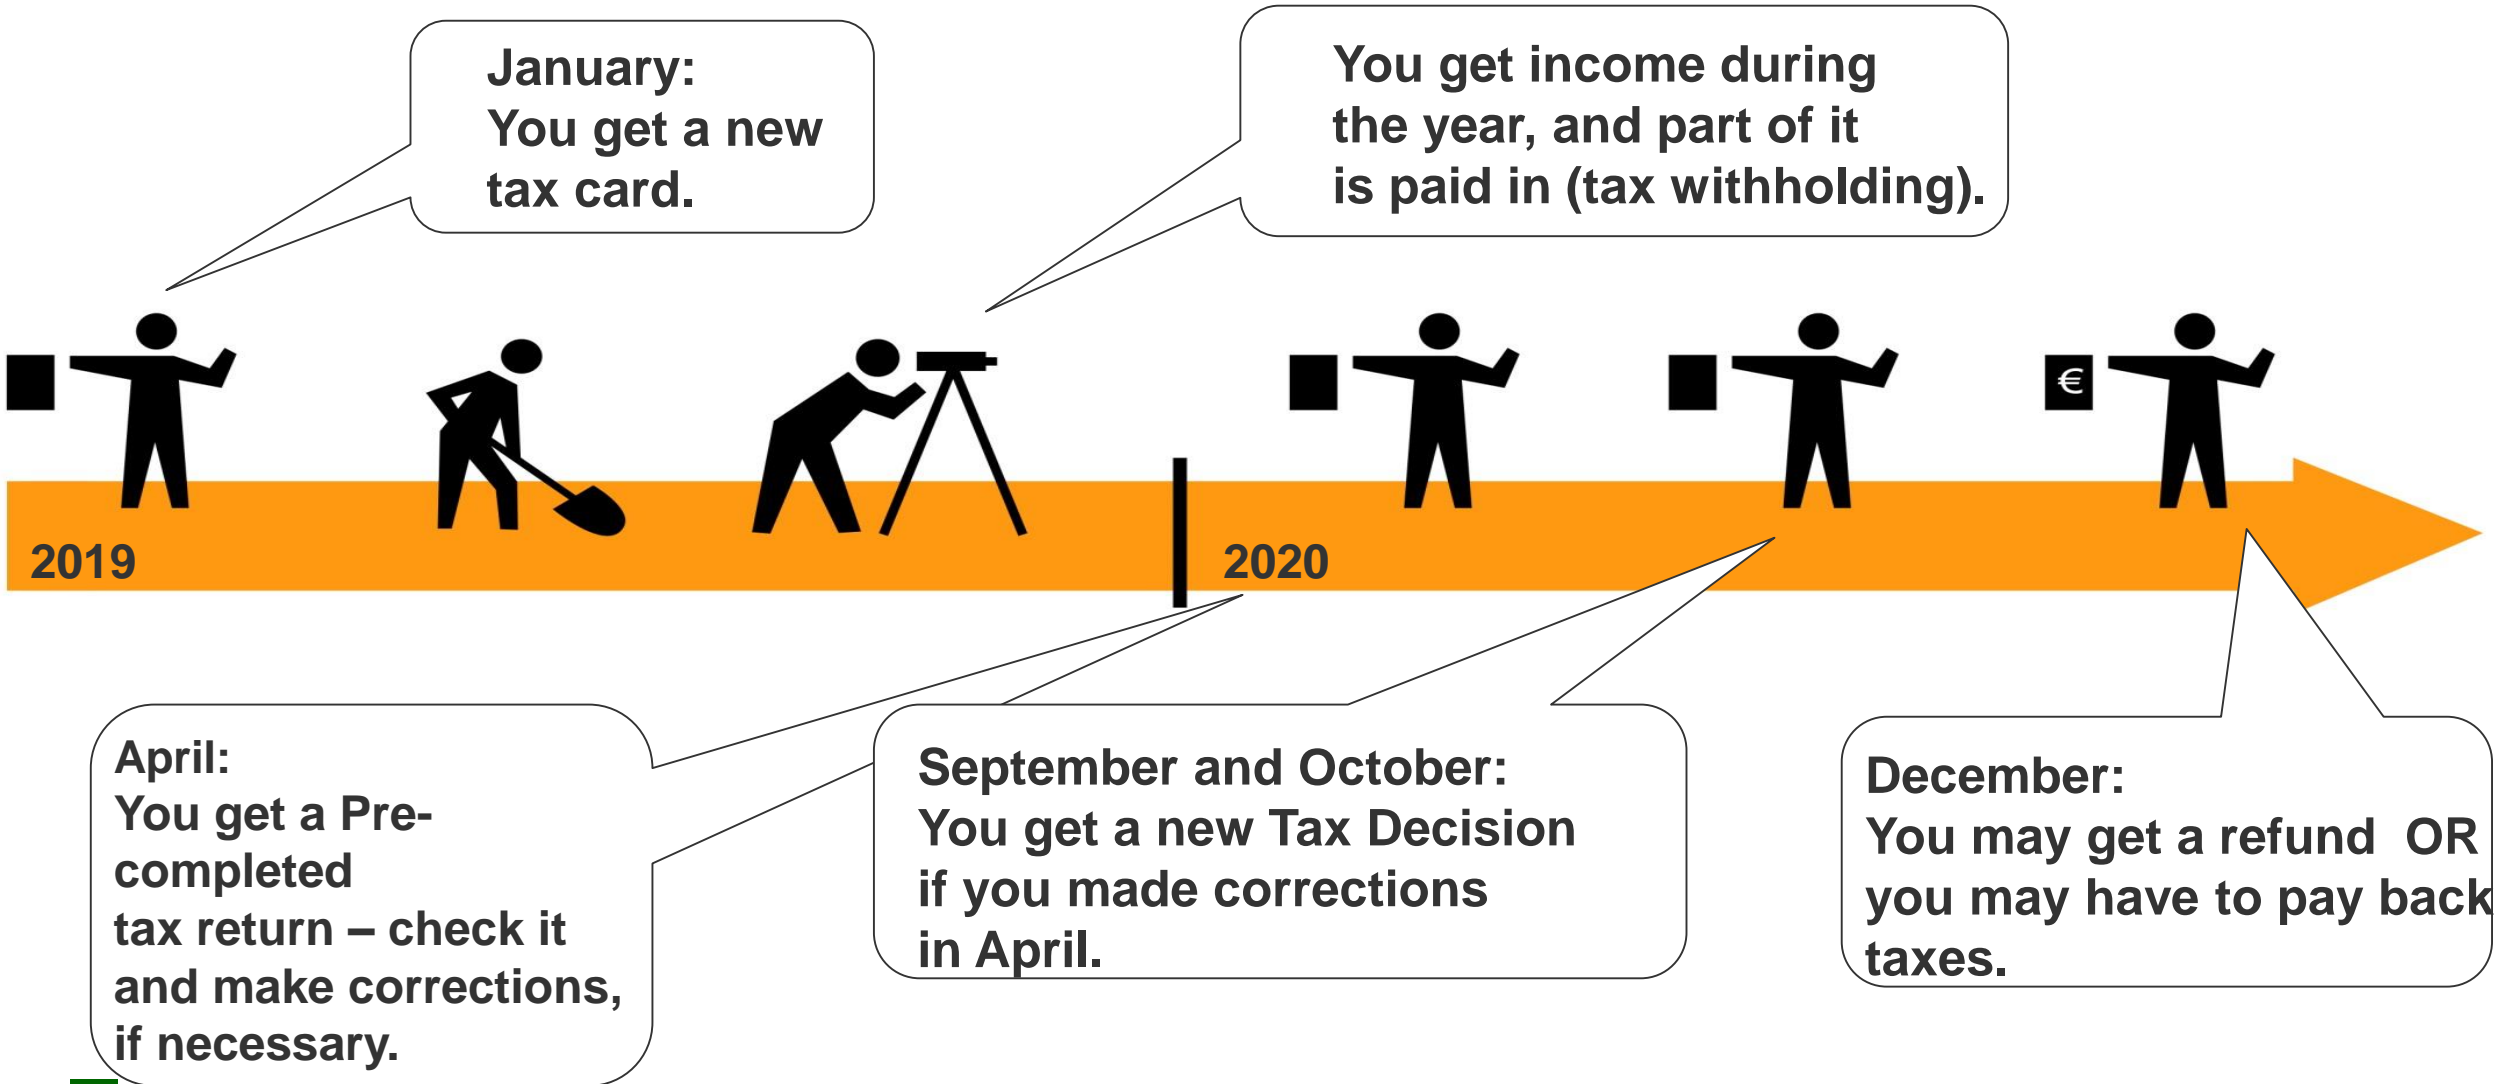 January:
You get a new
tax card.
You get income during
the year, and part of it
is paid in (tax withholding).
€
2019
2020
April:
You get a Pre-
completed
tax return – check it
and make corrections,
if necessary.
September and October:
You get a new Tax Decision
if you made corrections
in April.
December:
You may get a refund  OR
you may have to pay back
taxes.